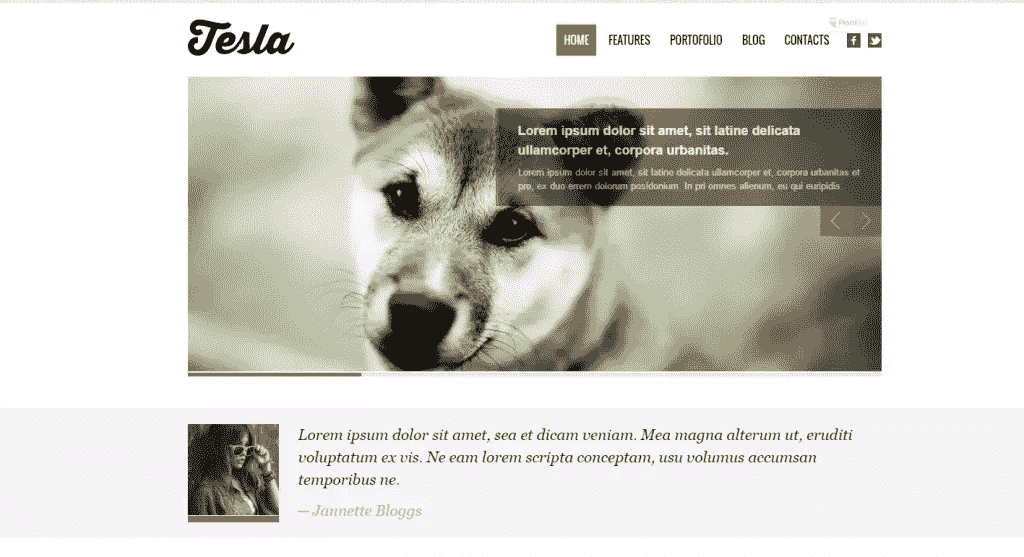 Tesla
HOME FEATURES PORTOFOLIO BLOG CONTACTS
Lorem ipsum dolor sit amet, sit latine delicata
ullamcorper et, corpora urbanitas.
Lorem ipsum dolor sit amet, sit latine delicata ullamcorper et, corpora urbanitas et
pro, ex duo errem dolorum posidonium. In pri omnes alienum, eu qui euripidis
Lorem ipsum dolor sit amet, sea et dicam veniam. Mea magna alterum ut, eruditi
voluptatum ex vis. Ne eam lorem scripta conceptam, usu volumus accumsan
temporibus ne.
— Jannette Bloggs